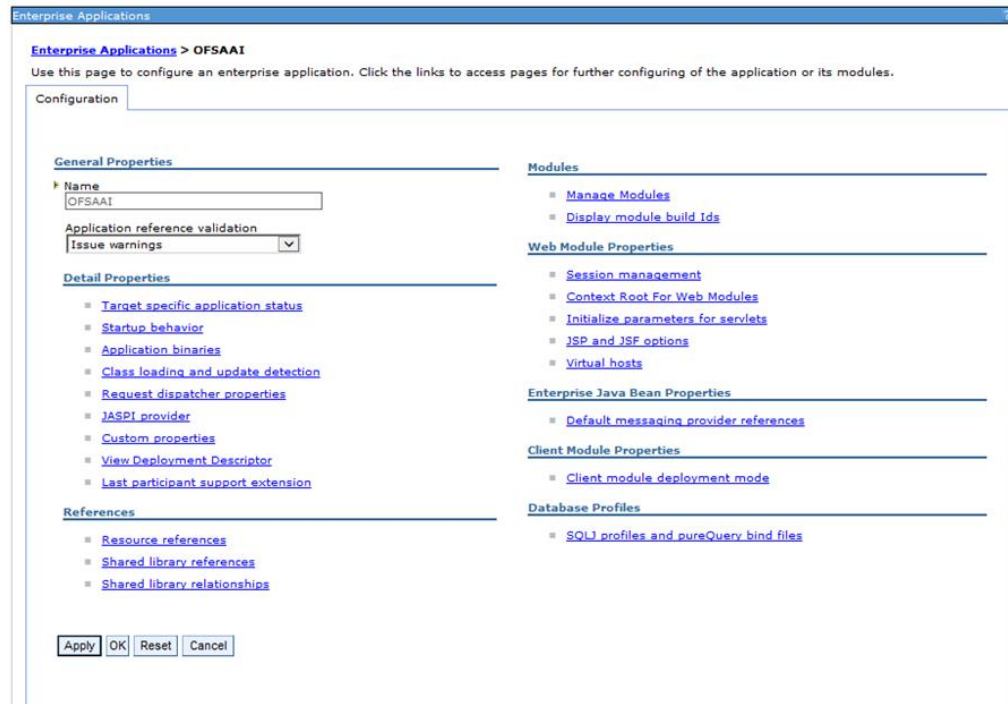 Enterprise Applications
Enterprise Applications > OFSAAI
Use this page to configure an enterprise application. Click the links to access pages for further configuring of the application or its modules.
Configuration
General Properties
Name
OFSAAI
Application reference validation
Issue warnings
Detail Properties
Target specific application status
Startup behavior
Application binaries
Class loading and update detection
Request dispatcher properties
JASPI provider
Custom properties
View Deployment Descriptor
Last participant support extension
References
Resource references
Shared library references
Shared library relationships
Modules
Manage Modules
Display module build Ids
Web Module Properties
Session management
Context Root For Web Modules
Initialize parameters for servlets
JSP and JSF options
Virtual hosts
Enterprise Java Bean Properties
Default messaging provider references
Client Module Properties
Client module deployment mode
Database Profiles
SQLJ profiles and pureQuery bind files
Apply OK Reset Cancel